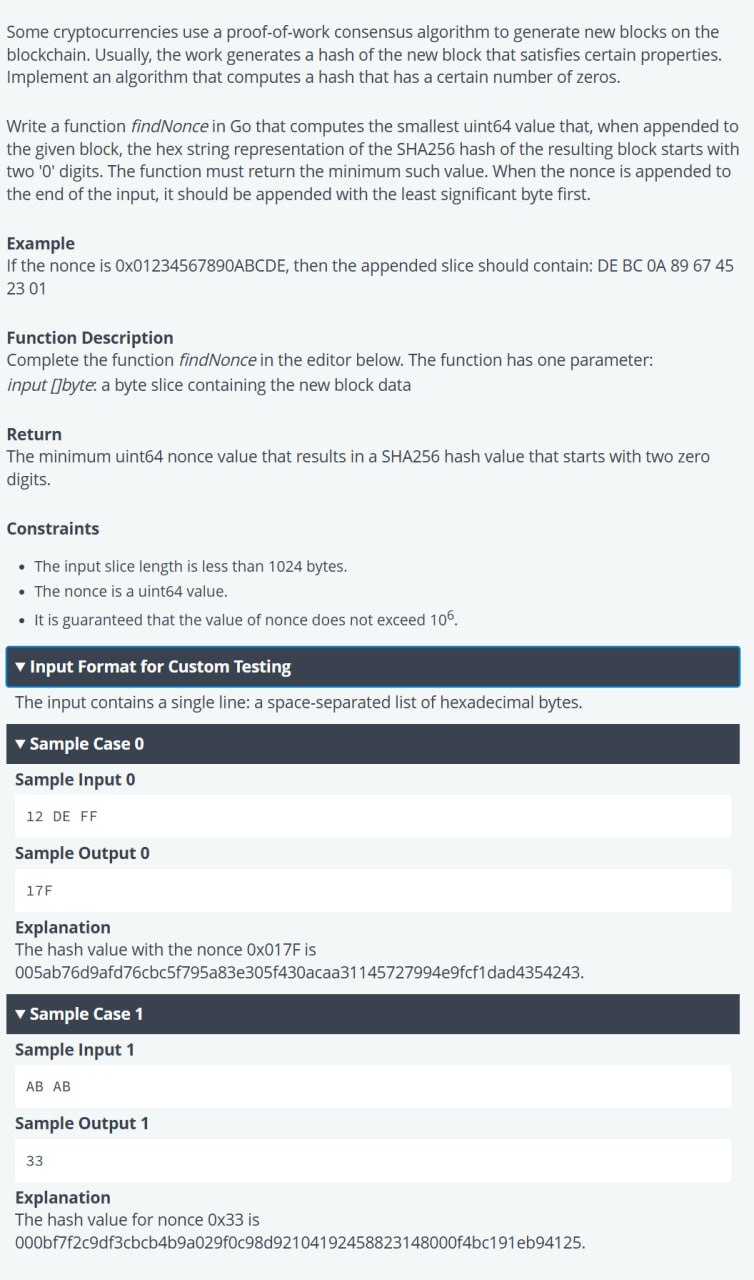 Some cryptocurrencies use a proof-of-work consensus algorithm to generate new blocks on the
blockchain. Usually, the work generates a hash of the new block that satisfies certain properties.
Implement an algorithm that computes a hash that has a certain number of zeros.
Write a function findNonce in Go that computes the smallest uint64 value that, when appended to
the given block, the hex string representation of the SHA256 hash of the resulting block starts with
two '0' digits. The function must return the minimum such value. When the nonce is appended to
the end of the input, it should be appended with the least significant byte first.
Example
If the nonce is 0x01234567890ABCDE, then the appended slice should contain: DE BC 0A 89 67 45
23 01
Function Description
Complete the function findNonce in the editor below. The function has one parameter:
input []byte: a byte slice containing the new block data
Return
The minimum uint64 nonce value that results in a SHA256 hash value that starts with two zero
digits.
Constraints
• The input slice length is less than 1024 bytes.
• The nonce is a uint64 value.
• It is guaranteed that the value of nonce does not exceed 10⁶.
▼ Input Format for Custom Testing
The input contains a single line: a space-separated list of hexadecimal bytes.
▼ Sample Case 0
Sample Input 0
12 DE FF
Sample Output 0
17F
Explanation
The hash value with the nonce 0x017F is
005ab76d9afd76cbc5f795a83e305f430acaa31145727994e9fcf1dad4354243.
▼ Sample Case 1
Sample Input 1
AB AB
Sample Output 1
33
Explanation
The hash value for nonce 0x33 is
000bf7f2c9df3cbcb4b9a029f0c98d92104192458823148000f4bc191eb94125.